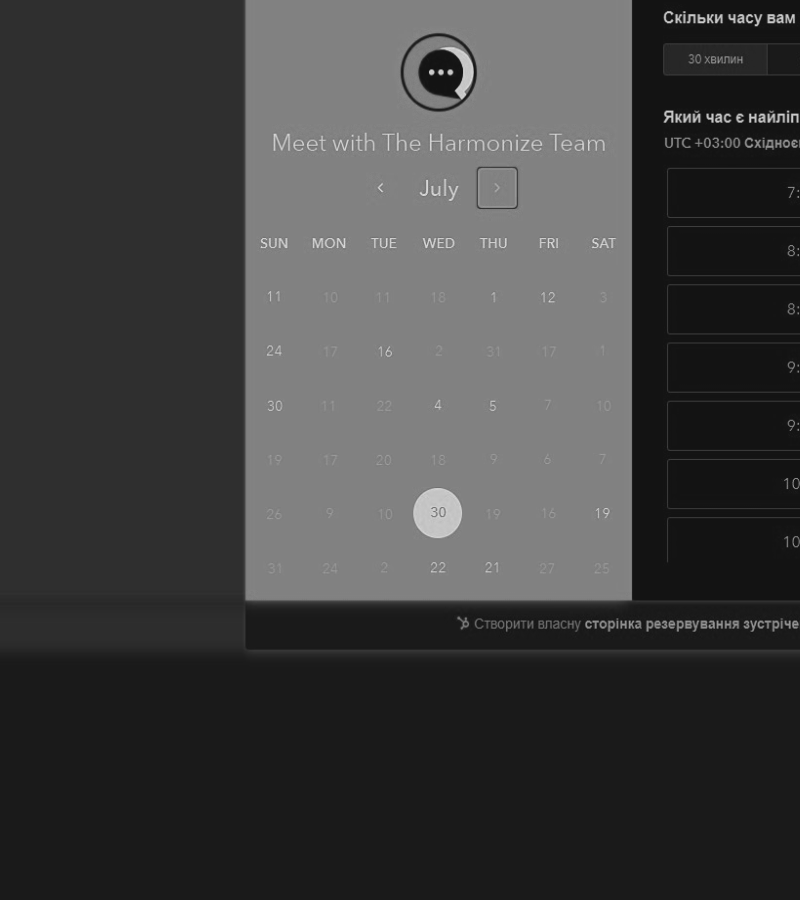 Meet with The Harmonize Team
July
SUN MON TUE WED THU FRI SAT
11 10 11 18 1 12 3
24 17 16 2 31 17 1
30 11 22 4 5 7 10
19 17 20 18 9 6 7
26 9 10 30 19 16 19
31 24 2 22 21 27 25
Скільки часу вам
30 хвилин
Який час є найліп
UTC +03:00 Східноє
7:
8:
8:
9:
9:
10
10
Створити власну сторінка резервування зустріче